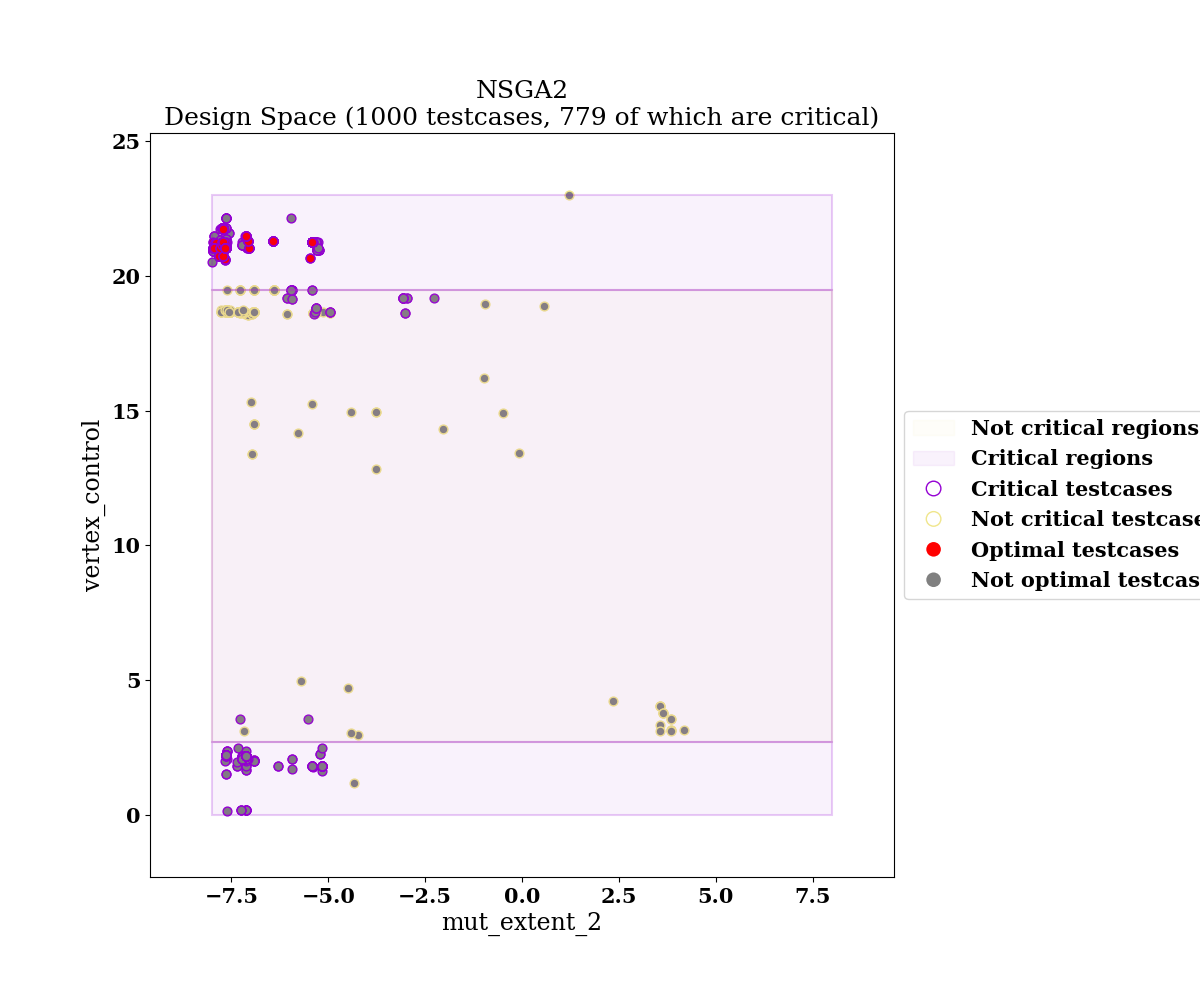 NSGA2
Design Space (1000 testcases, 779 of which are critical)
25
20
15
10
5
0
vertex_control
−7.5
−5.0
−2.5
0.0
2.5
5.0
7.5
mut_extent_2
Not critical regions
Critical regions
Critical testcases
Not critical testcase
Optimal testcases
Not optimal testcas